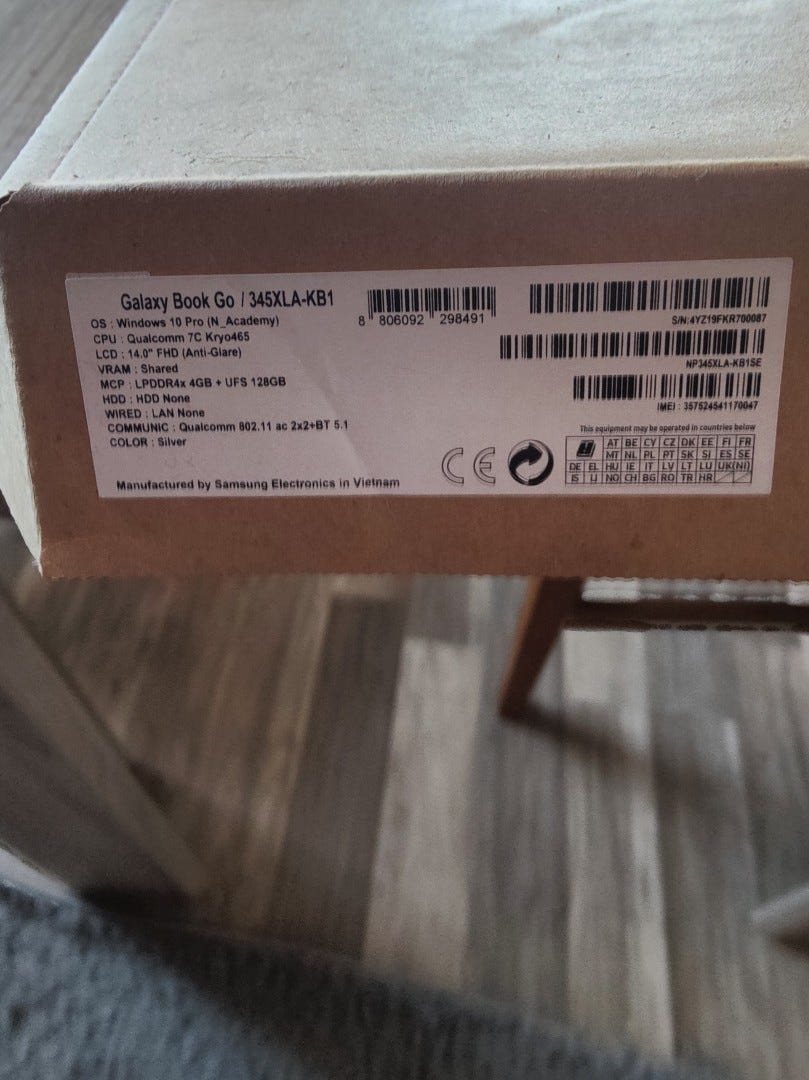 Galaxy Book Go / 345XLA-KB1
OS : Windows 10 Pro (N_Academy)
CPU : Qualcomm 7C Kryo465
LCD : 14.0" FHD (Anti-Glare)
VRAM : Shared
MCP : LPDDR4x 4GB + UFS 128GB
HDD : HDD None
WIRED : LAN None
COMMUNIC : Qualcomm 802.11 ac 2x2+BT 5.1
COLOR : Silver
Manufactured by Samsung Electronics in Vietnam
8 806092 298491
S/N:4YZ19FKR700087
NP345XLA-KB1SE
IMEI : 357524541170047
This equipment may be operated in countries below
AT BE CY CZ DK EE FI FR
MT NL PL PT SK SI ES SE
DE EL HU IE IT LV LT LU UK(NI)
IS LI NO CH BG RO TR HR
CE